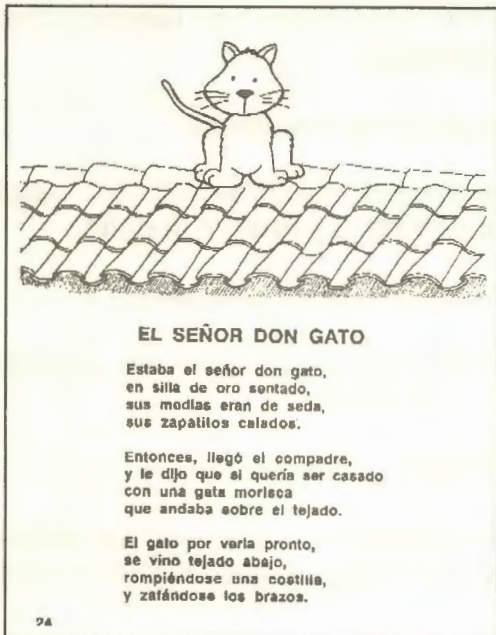 EL SEÑOR DON GATO
Estaba el señor don gato,
en silla de oro sentado,
sus medias eran de seda,
sus zapatitos calados.
Entonces, llegó el compadre,
y le dijo que si quería ser casado
con una gata morisca
que andaba sobre el tejado.
El gato por verla pronto,
se vino tejado abajo,
rompiéndose una costilla,
y zafándose los brazos.
24